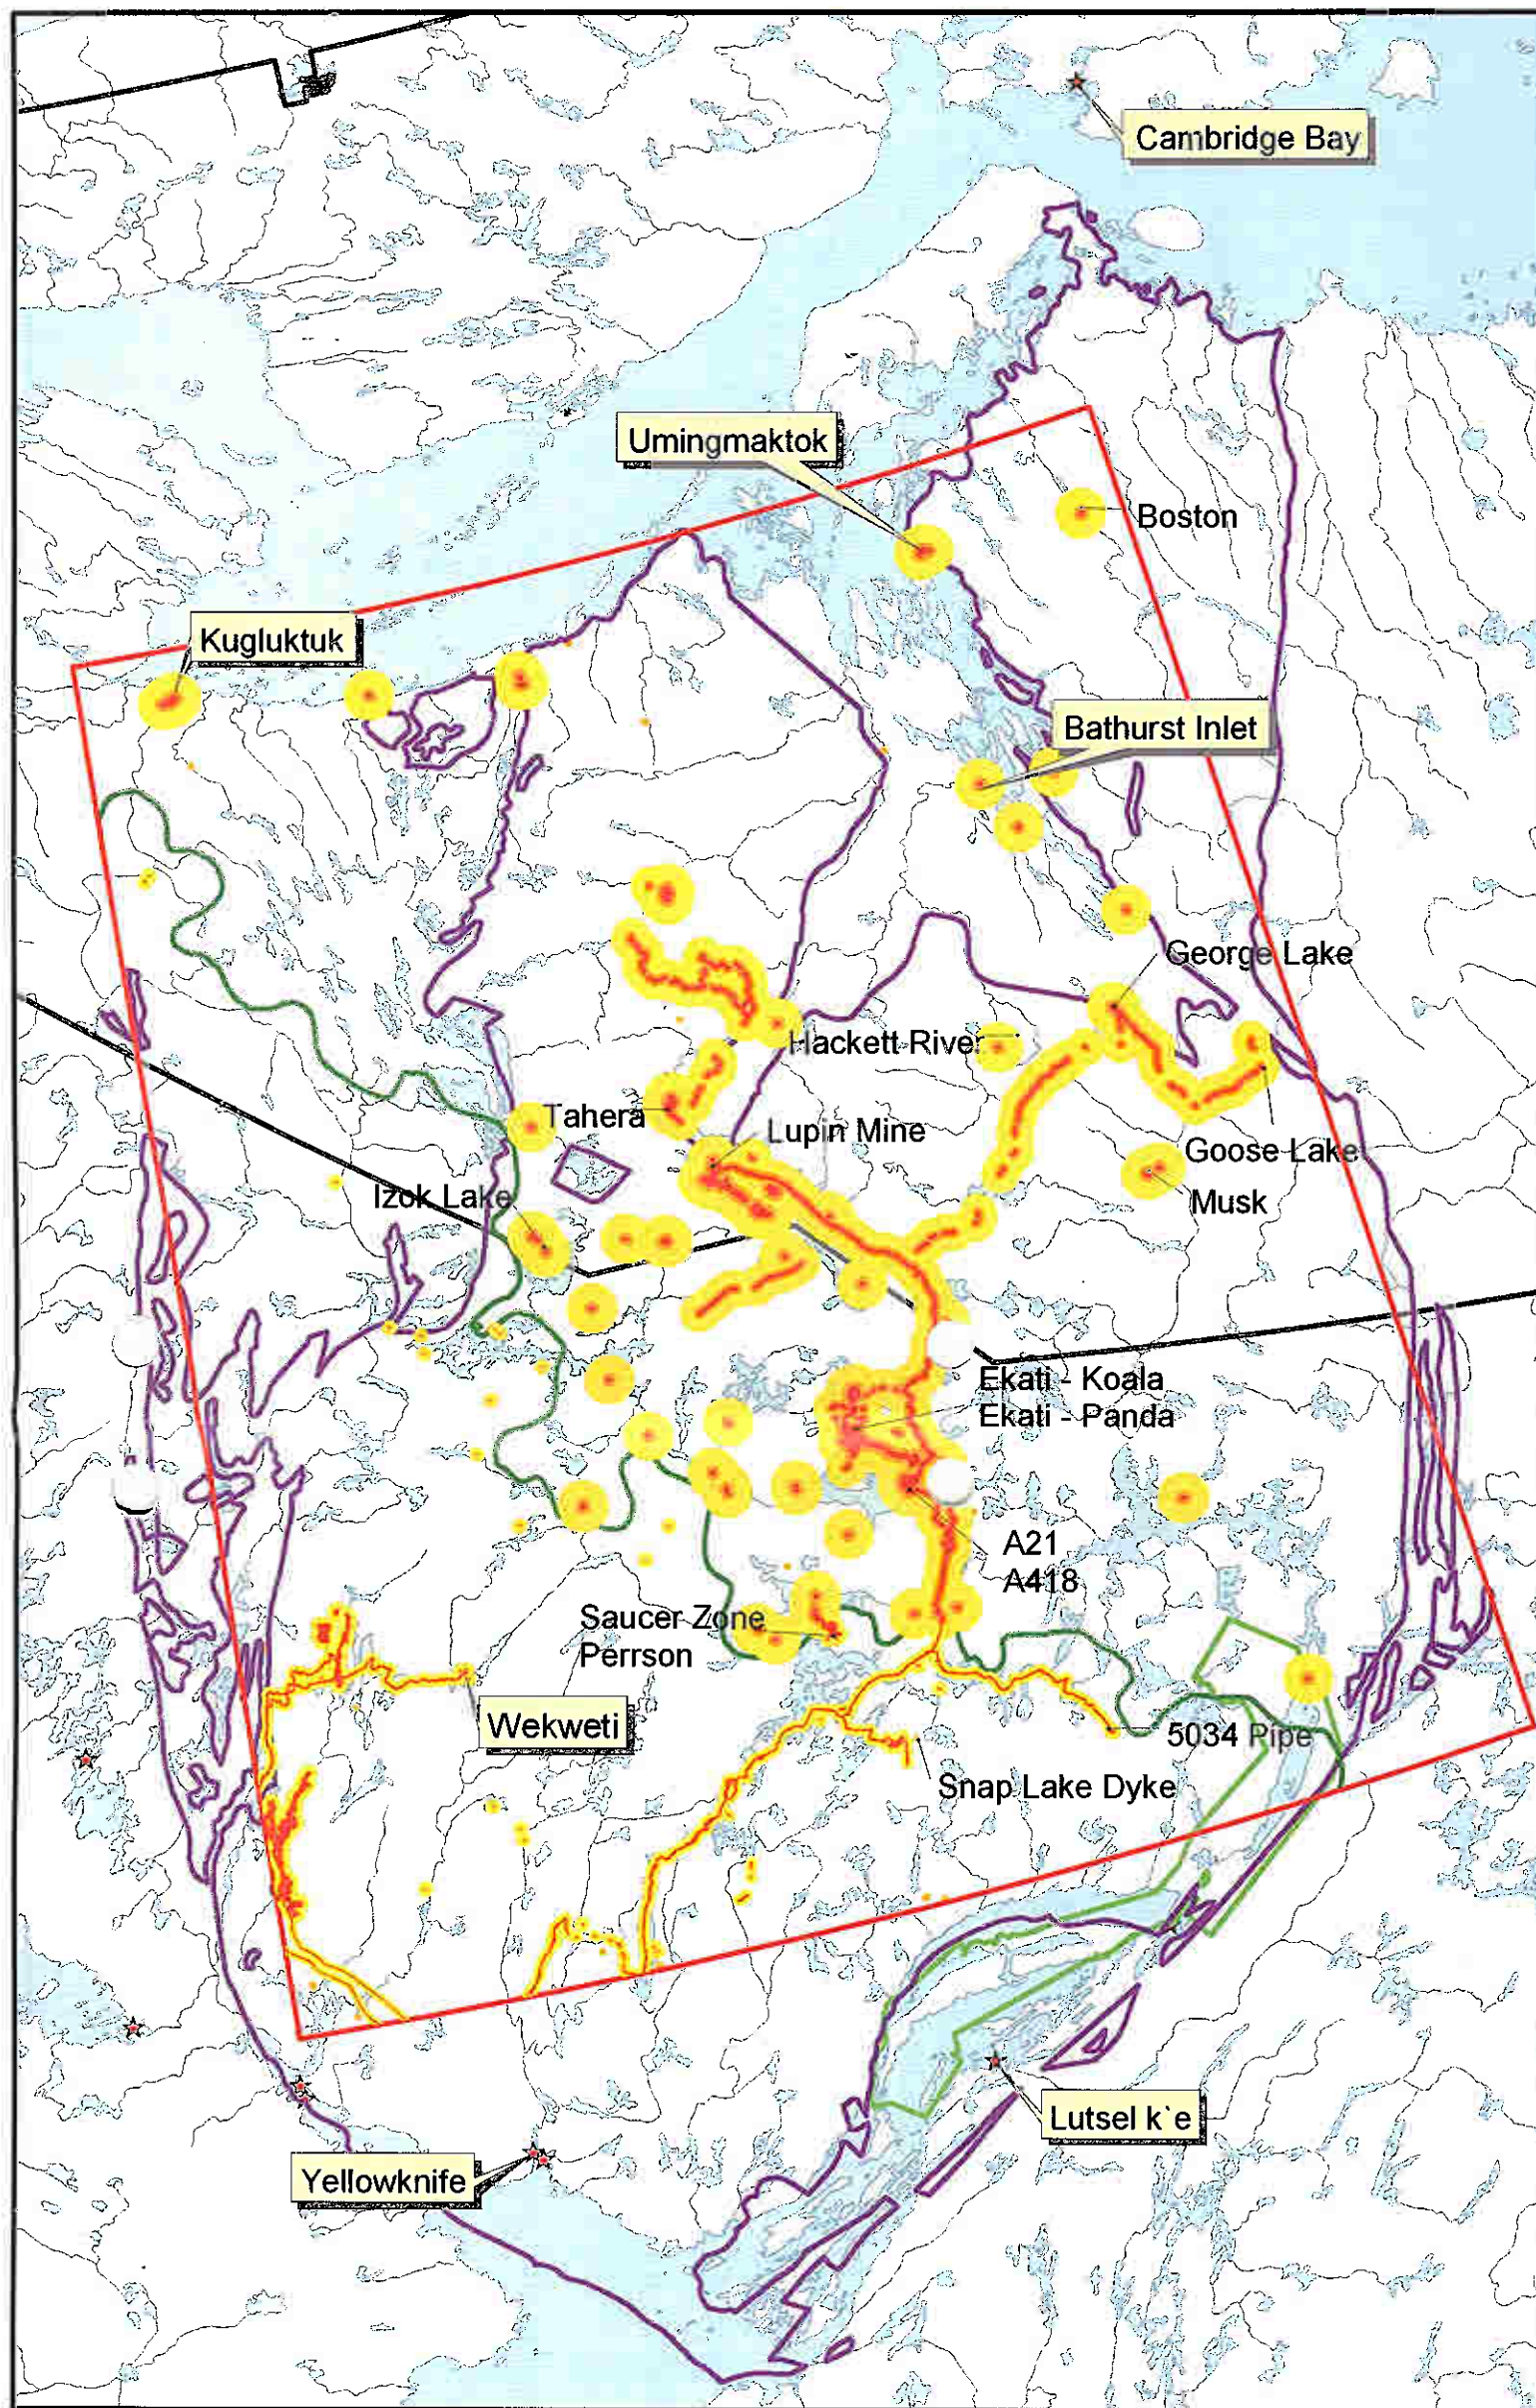 Cambridge Bay
Umingmaktok
Boston
Kugluktuk
Bathurst Inlet
George Lake
Hackett River
Tahera
Lupin Mine
Goose Lake
Izok Lake
Musk
Ekati - Koala
Ekati - Panda
A21
A418
Saucer Zone
Perrson
Wekweti
5034 Pipe
Snap Lake Dyke
Lutsel k`e
Yellowknife